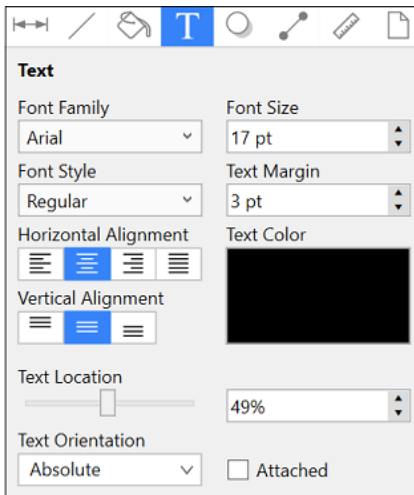 T
Text
Font Family Font Size
Arial 17 pt
Font Style Text Margin
Regular 3 pt
Horizontal Alignment Text Color
Vertical Alignment
Text Location
49%
Text Orientation
Absolute Attached